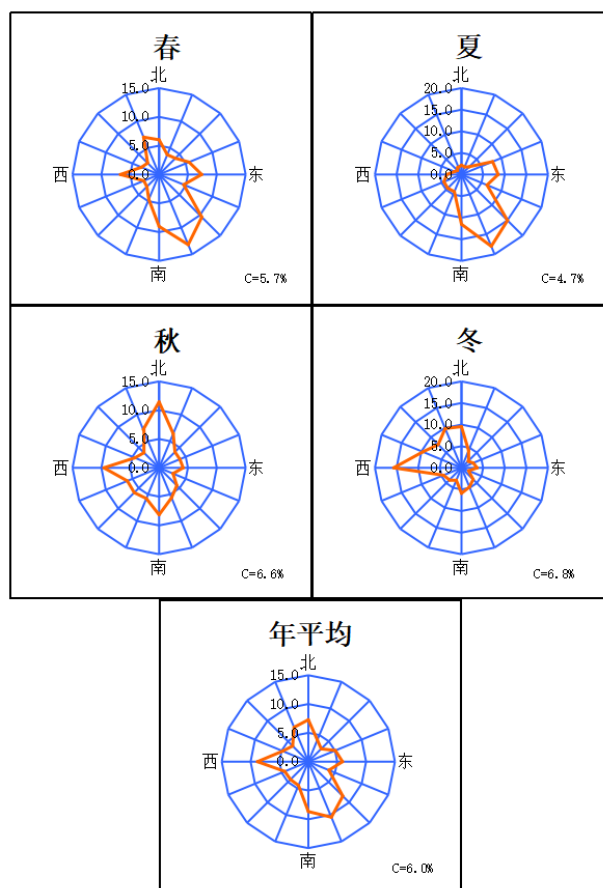 春
北
15.0
10.0
5.0
西 0.0 东
南
C=5.7%
夏
北
20.0
15.0
10.0
5.0
西 0.0 东
南
C=4.7%
秋
北
15.0
10.0
5.0
西 0.0 东
南
C=6.6%
冬
北
20.0
15.0
10.0
5.0
西 0.0 东
南
C=6.8%
年平均
北
15.0
10.0
5.0
西 0.0 东
南
C=6.0%